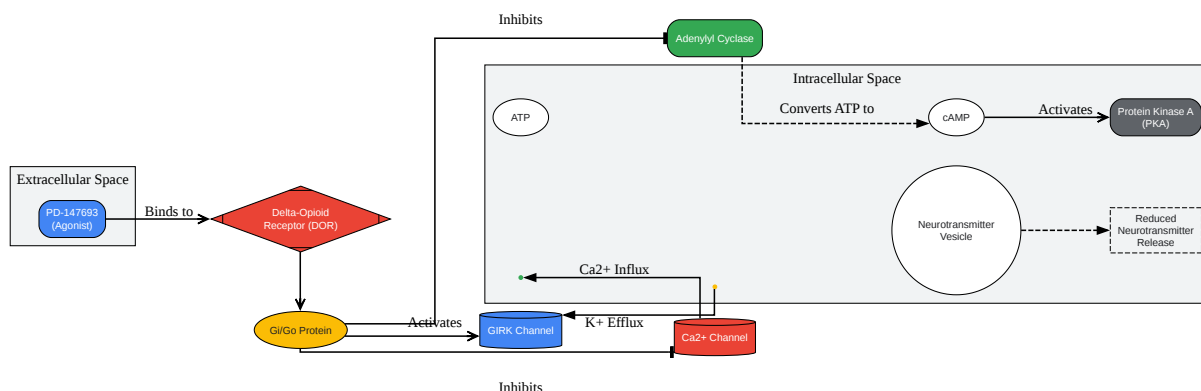 Inhibits
Adenylyl Cyclase
Intracellular Space
ATP
Converts ATP to
cAMP
Activates
Protein Kinase A
(PKA)
Extracellular Space
PD-147693
(Agonist)
Binds to
Delta-Opioid
Receptor (DOR)
Neurotransmitter
Vesicle
Reduced
Neurotransmitter
Release
Ca2+ Influx
Gi/Go Protein
Activates
GIRK Channel
K+ Efflux
Ca2+ Channel
Inhibits